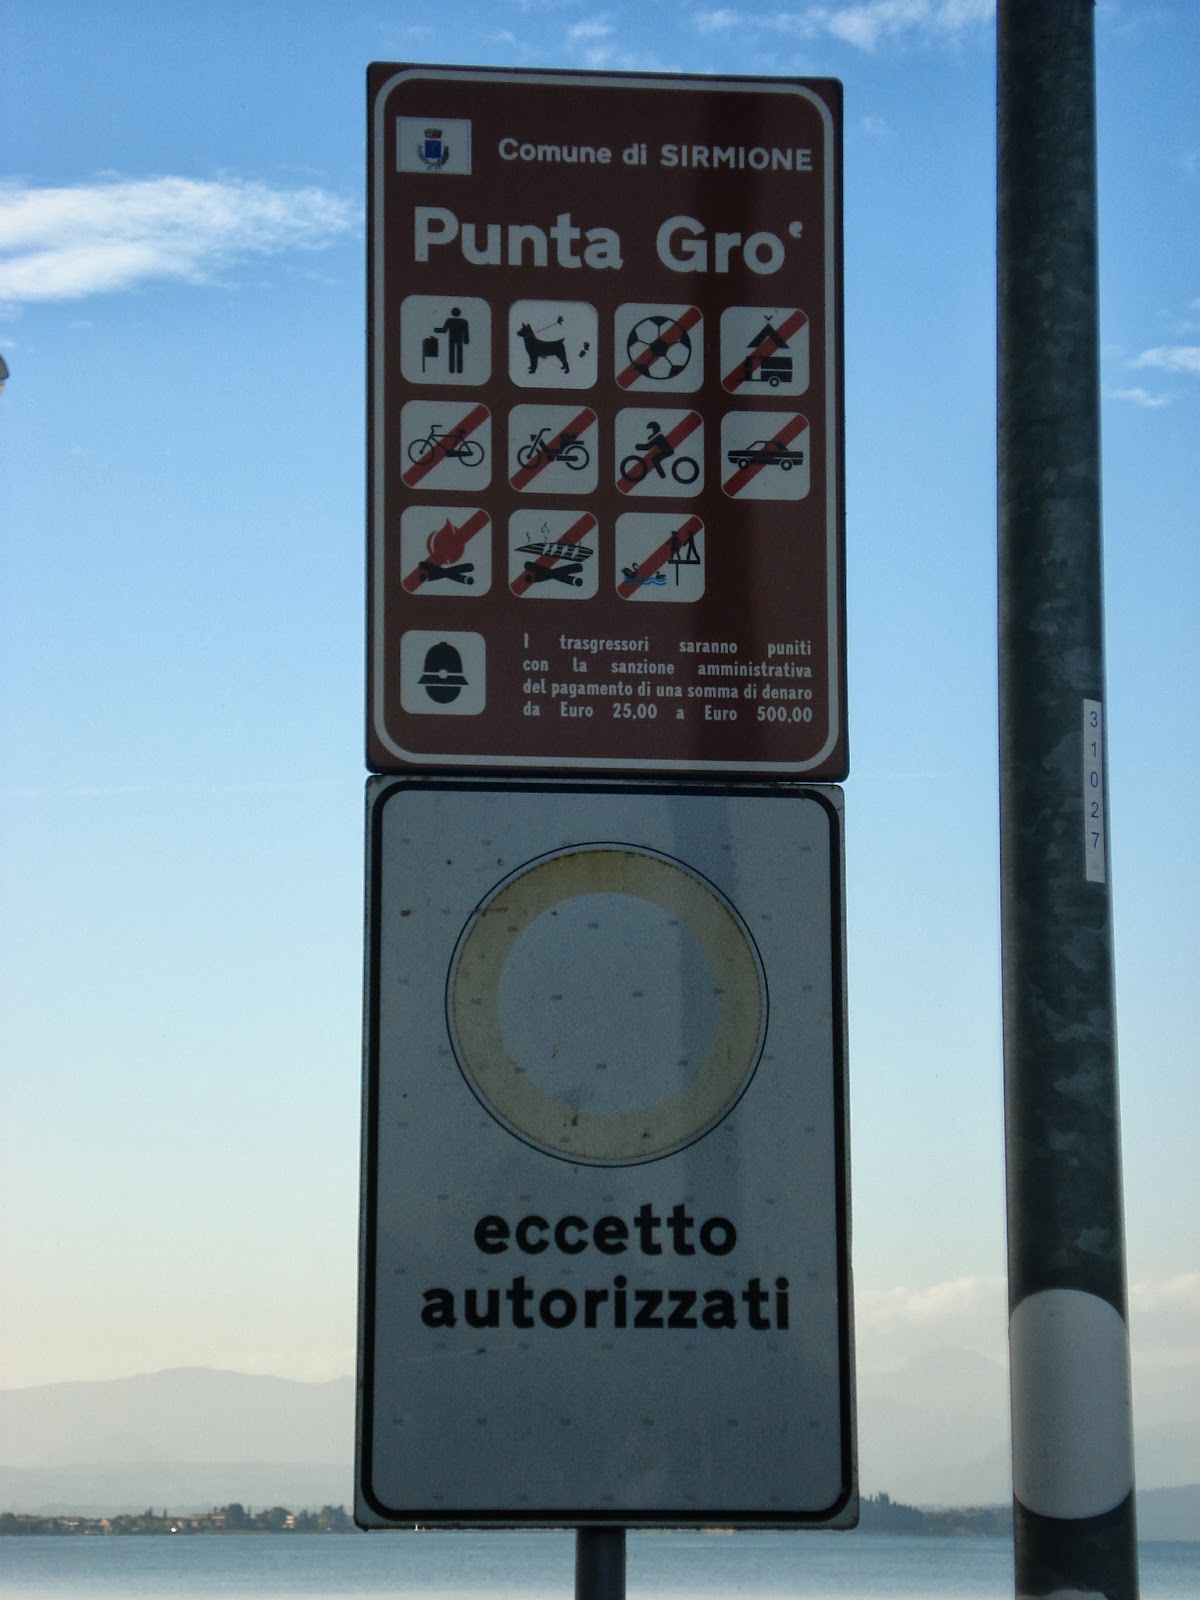 Comune di SIRMIONE
Punta Gro‘
I trasgressori saranno puniti
con la sanzione amministrativa
del pagamento di una somma di denaro
da Euro 25,00 a Euro 500,00
eccetto
autorizzati
31027